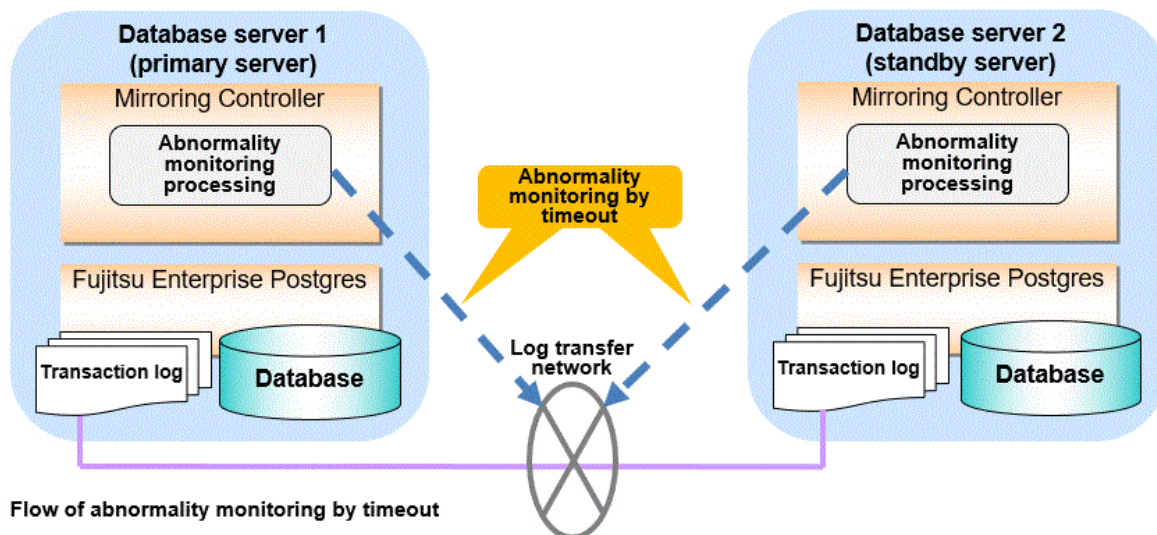 Database server 1
(primary server)
Mirroring Controller
Abnormality
monitoring
processing
Fujitsu Enterprise Postgres
Transaction log
Database
Abnormality
monitoring by
timeout
Log transfer
network
Database server 2
(standby server)
Mirroring Controller
Abnormality
monitoring
processing
Fujitsu Enterprise Postgres
Transaction log
Database
Flow of abnormality monitoring by timeout